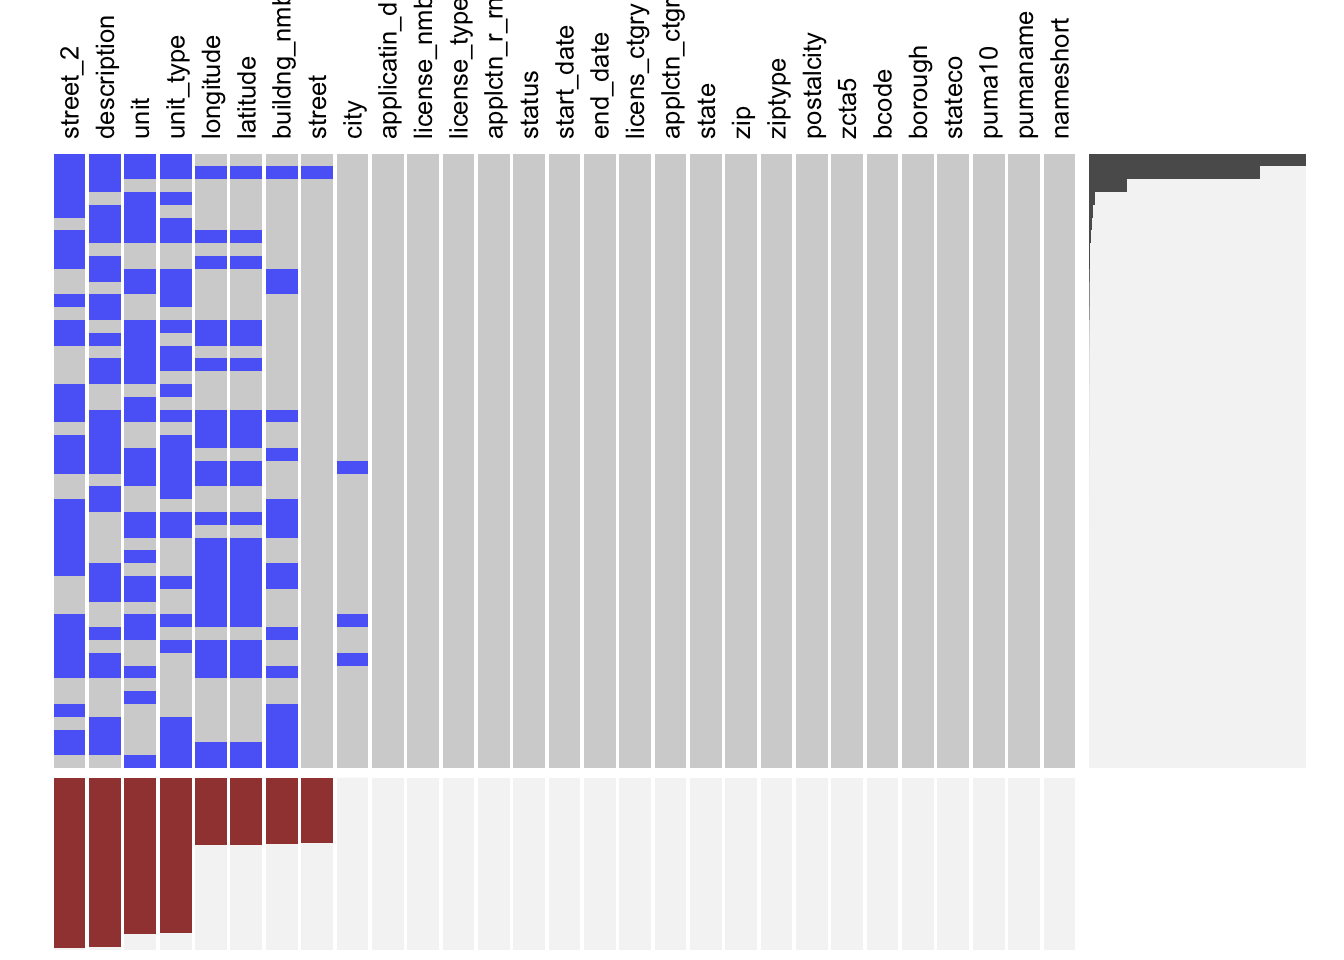 street_2
description
unit
unit_type
longitude
latitude
buildng_nmb
street
city
applicatin_d
license_nmb
license_type
applctn_r_rn
status
start_date
end_date
licens_ctgry
applctn_ctgr
state
zip
ziptype
postalcity
zcta5
bcode
borough
stateco
puma10
pumaname
nameshort